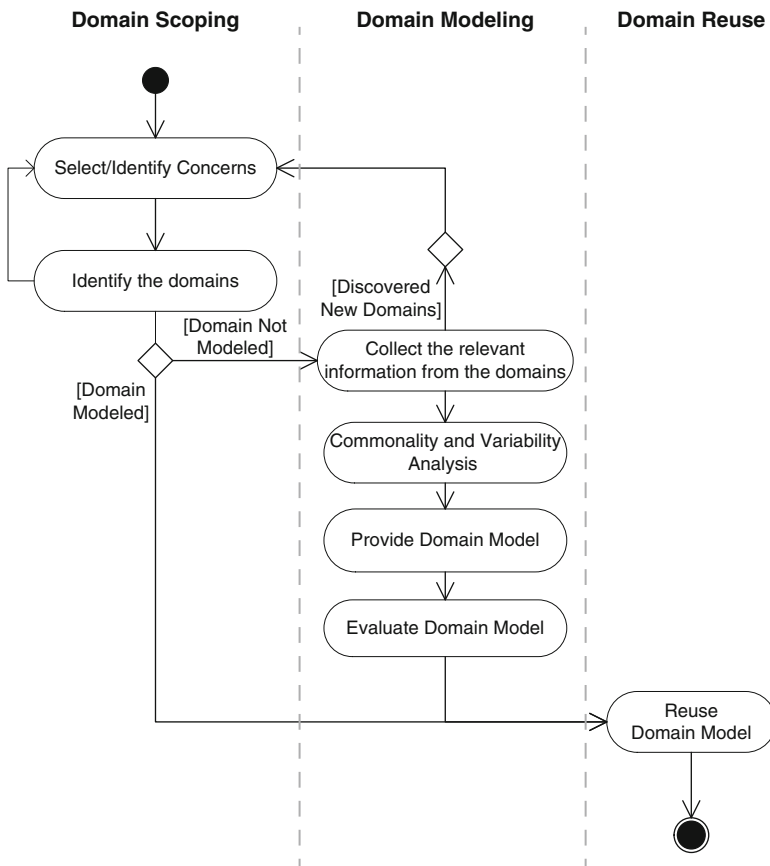 Domain Scoping
Domain Modeling
Domain Reuse
Select/Identify Concerns
Identify the domains
[Discovered
New Domains]
[Domain Not
Modeled]
[Domain
Modeled]
Collect the relevant
information from the domains
Commonality and Variability
Analysis
Provide Domain Model
Evaluate Domain Model
Reuse
Domain Model